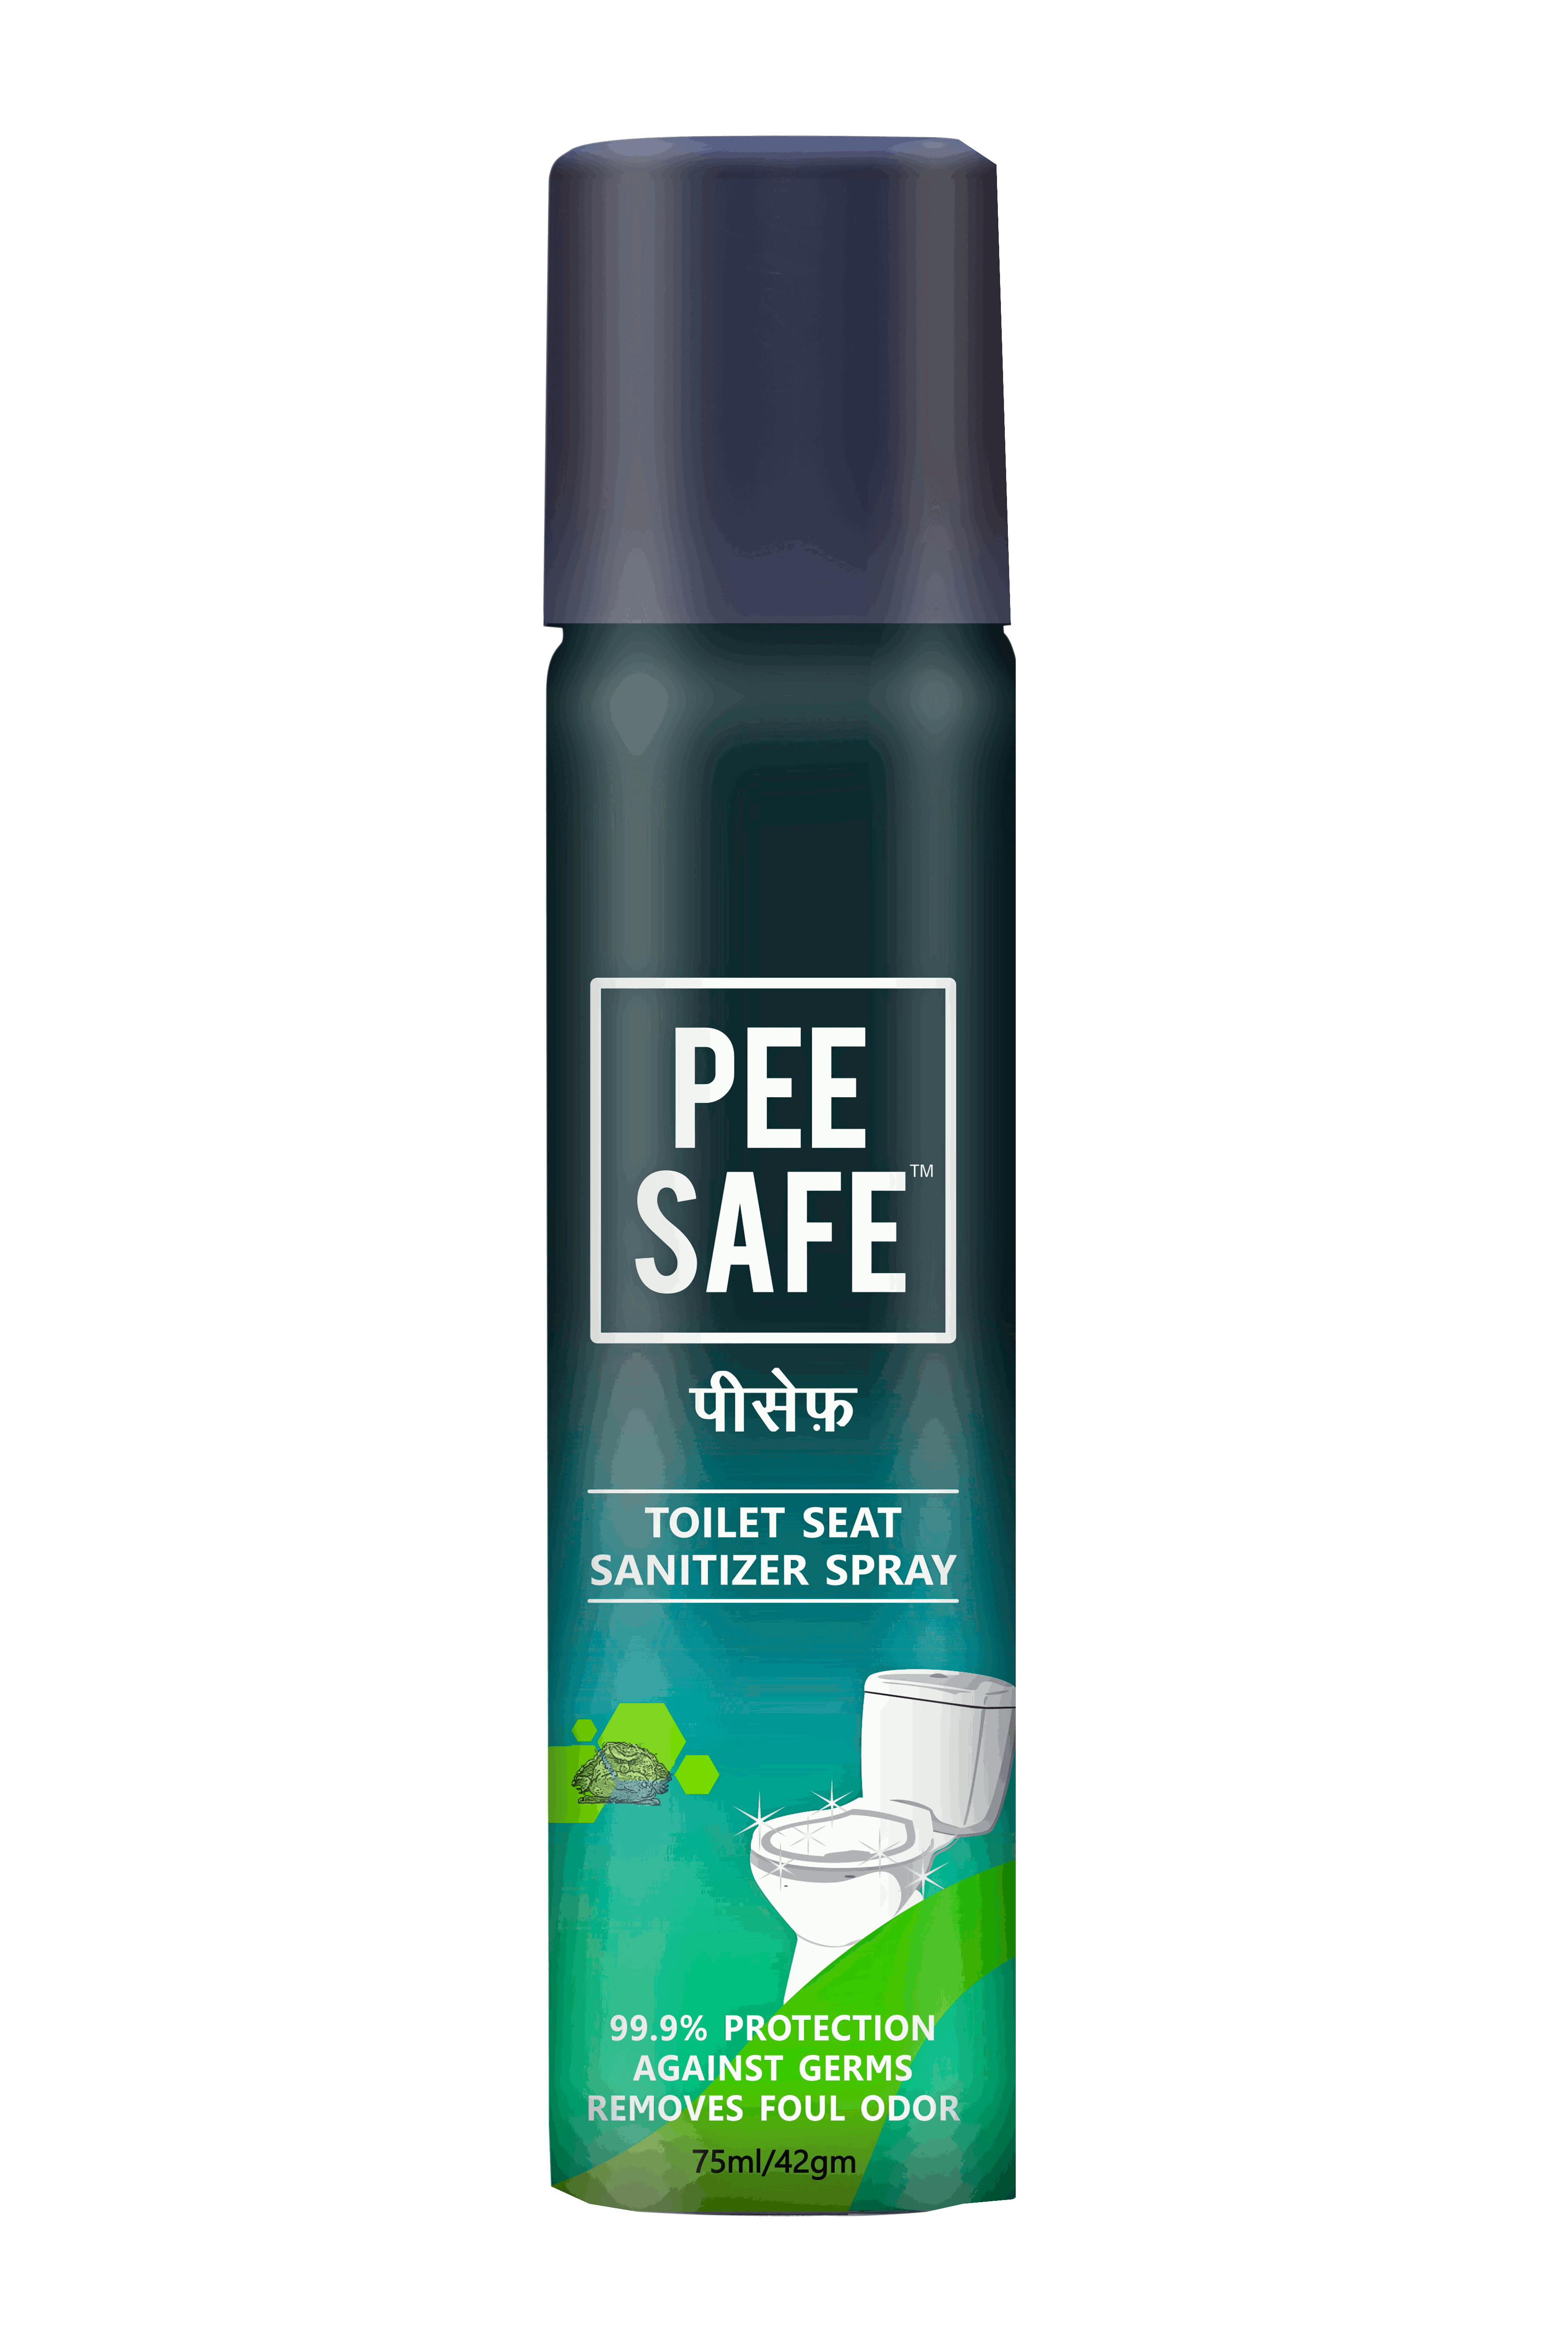 PEE
SAFE™
पीसेफ़
TOILET SEAT
SANITIZER SPRAY
99.9% PROTECTION
AGAINST GERMS
REMOVES FOUL ODOR
75ml/42gm